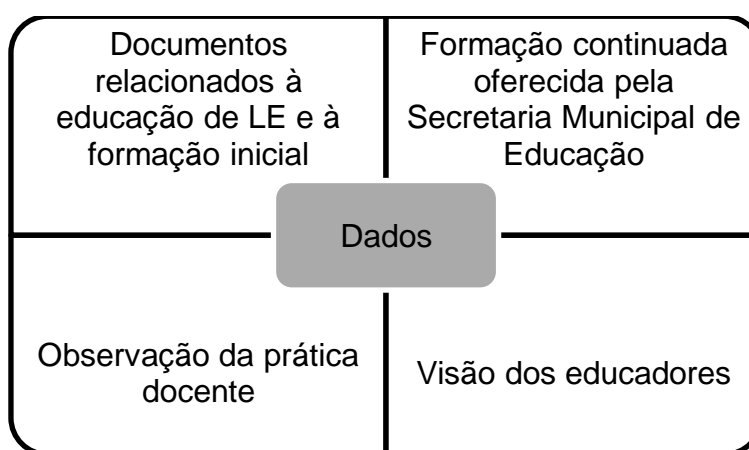 Documentos
relacionados à
educação de LE e à
formação inicial
Formação continuada
oferecida pela
Secretaria Municipal de
Educação
Dados
Observação da prática
docente
Visão dos educadores